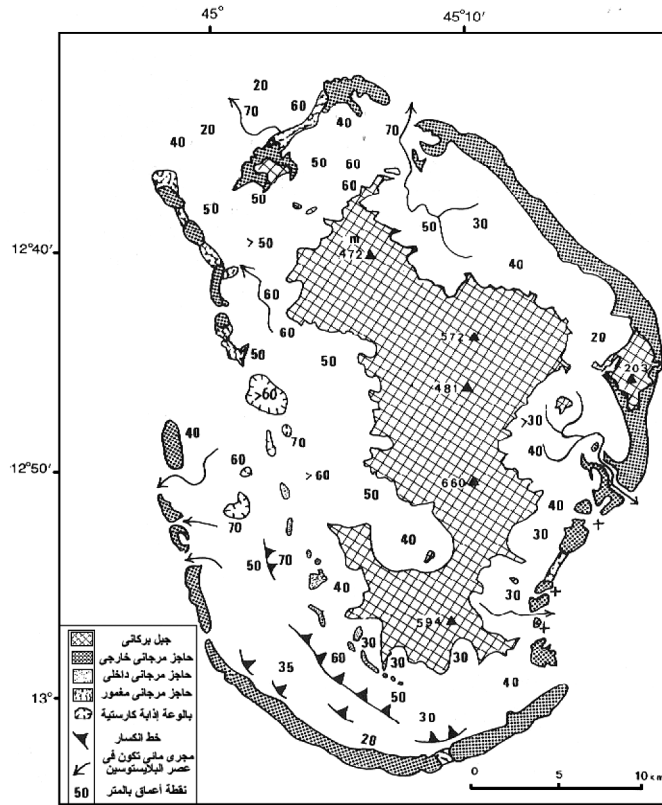 45° 45° 10'
20
70 60
20 40 70
40
50 60
60
50 50
50 30
m
>50 472
12° 40'
40
60
60 572 20
50
50 203
481
>60
>30
40 70 40
60 >60
12° 50'
660
50 40
70 30
40
50 70
40 30
594
30
35 60 30 30 30
40
13° 50
30
20
جبل بركانى
حاجز مرجانى خارجى
حاجز مرجانى داخلى
حاجز مرجانى مغمور
بالوعة إذابة كارستية
خط انكسار
مجرى مائى تكون فى
عصر البلايستوسين
50 نقطة أعماق بالمتر
0 5 10 km